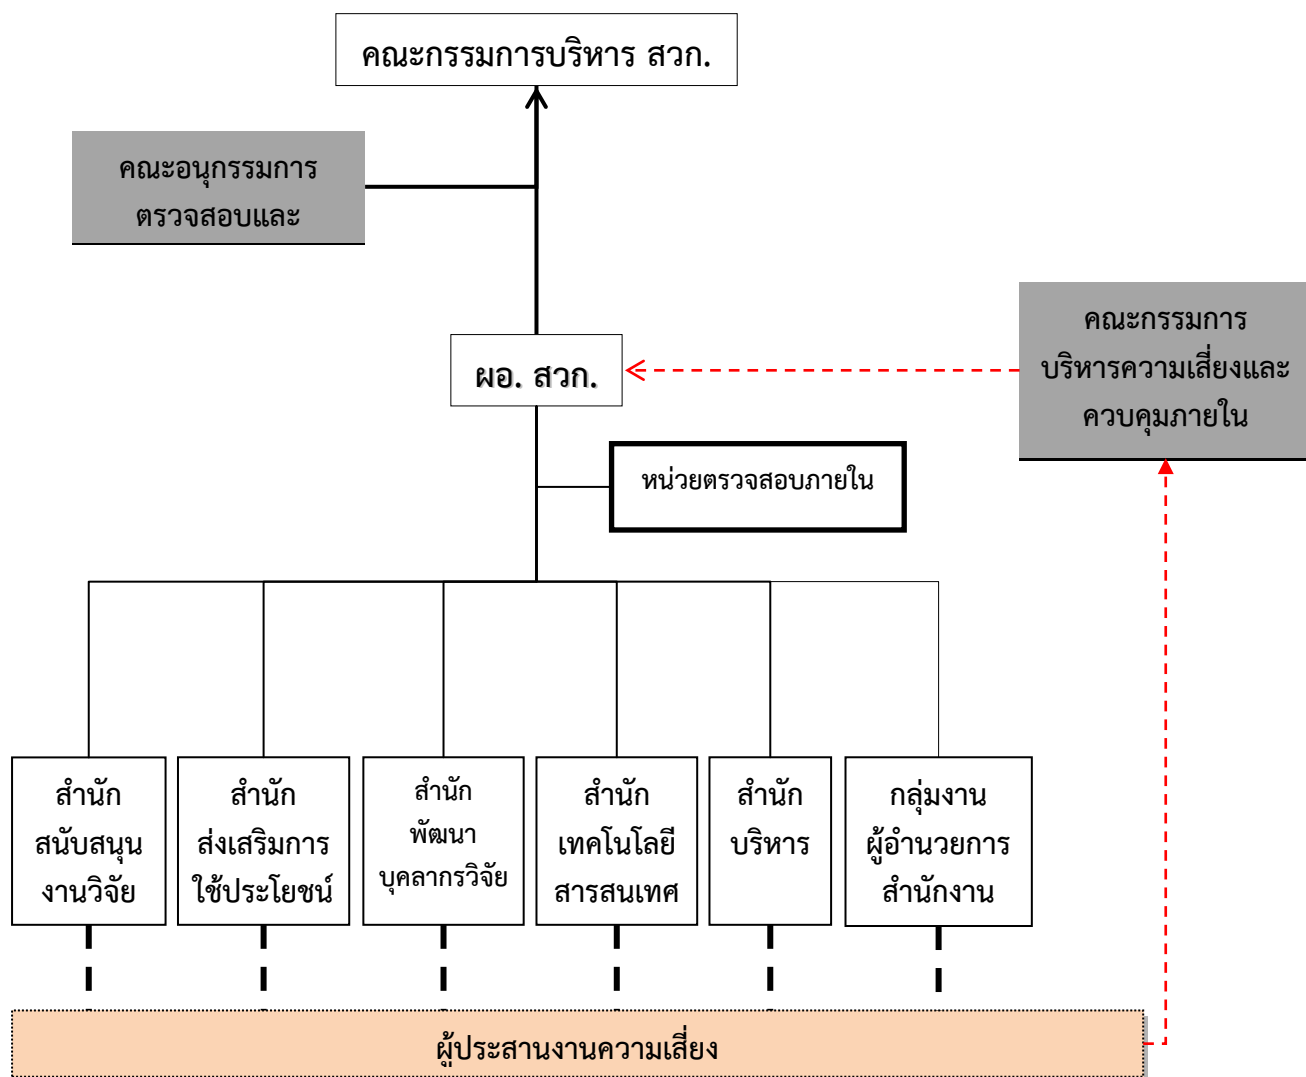 คณะกรรมการบริหาร สวก.
คณะอนุกรรมการ
ตรวจสอบและ
คณะกรรมการ
บริหารความเสี่ยงและ
ควบคุมภายใน
ผอ. สวก.
หน่วยตรวจสอบภายใน
สำนัก
สนับสนุน
งานวิจัย
สำนัก
ส่งเสริมการ
ใช้ประโยชน์
สำนัก
พัฒนา
บุคลากรวิจัย
สำนัก
เทคโนโลยี
สารสนเทศ
สำนัก
บริหาร
กลุ่มงาน
ผู้อำนวยการ
สำนักงาน
ผู้ประสานงานความเสี่ยง